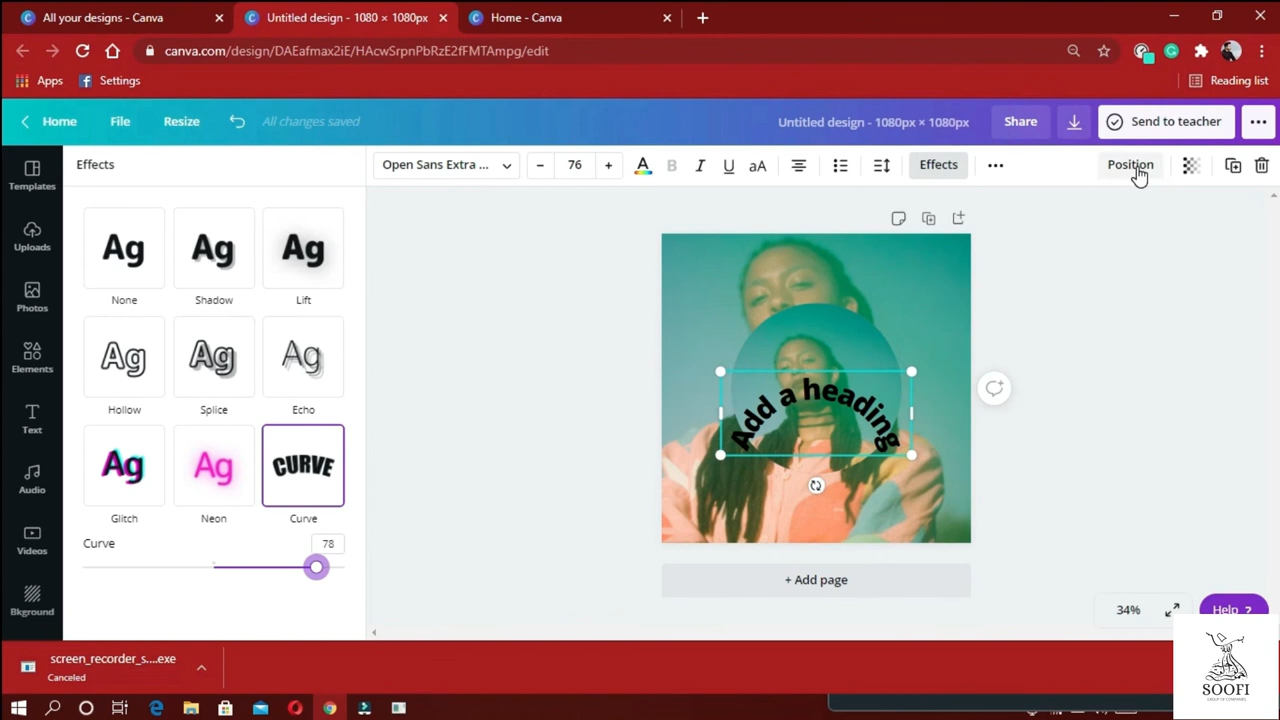 All your designs - Canva
Untitled design - 1080 × 1080px
Home - Canva
canva.com/design/DAEafmax2iE/HAcwSrpnPbRzE2fFMTAmpg/edit
Apps
Settings
Reading list
Home
File
Resize
All changes saved
Untitled design - 1080px × 1080px
Share
Send to teacher
Templates
Effects
Open Sans Extra ...
76
A
B
I
U
aA
Effects
Position
Uploads
Photos
Elements
Text
Audio
Videos
Bkground
Ag
Ag
Ag
None
Shadow
Lift
Ag
Ag
Ag
Hollow
Splice
Echo
Ag
Ag
CURVE
Glitch
Neon
Curve
Curve
78
Add a heading
+ Add page
34%
Help ?
screen_recorder_s....exe
Canceled
SOOFI
GROUP OF COMPANIES